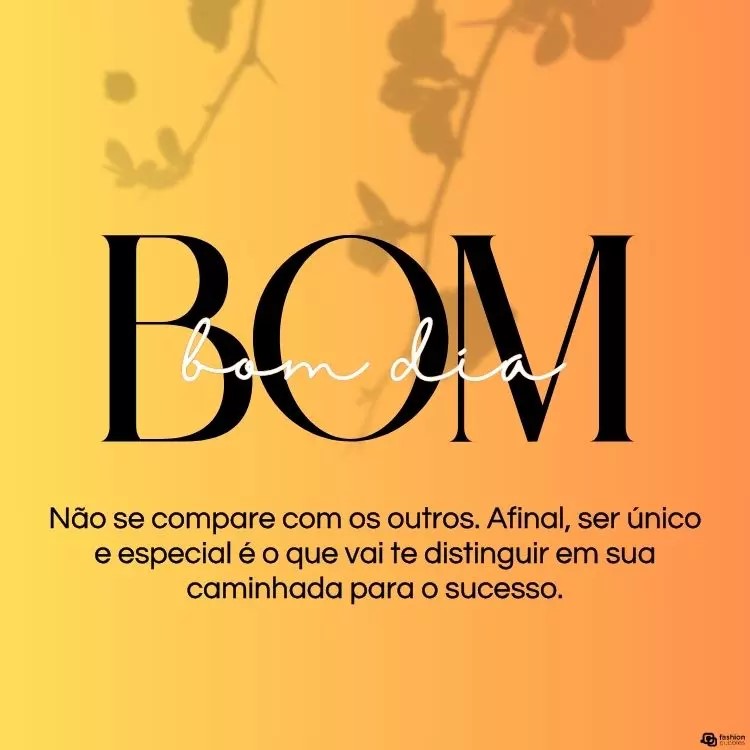 BOM
bom dia
Não se compare com os outros. Afinal, ser único
e especial é o que vai te distinguir em sua
caminhada para o sucesso.
fashion
bubbles